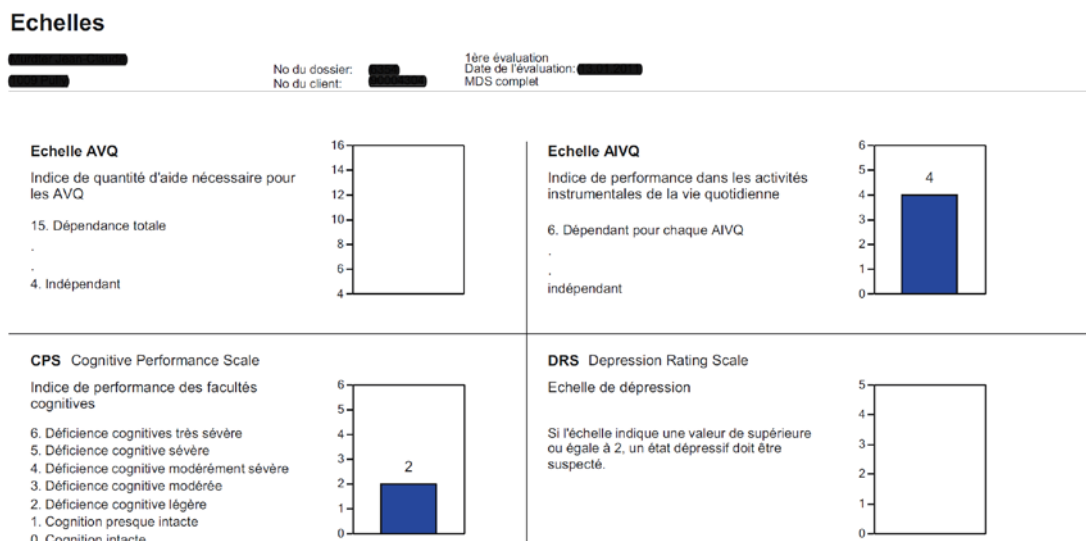 Echelles
No du dossier:
No du client:
1ère évaluation
Date de l'évaluation:
MDS complet
Echelle AVQ
Indice de quantité d'aide nécessaire pour
les AVQ
15. Dépendance totale
.
.
4. Indépendant
16
14
12
10
8
6
4
Echelle AIVQ
Indice de performance dans les activités
instrumentales de la vie quotidienne
6. Dépendant pour chaque AIVQ
.
.
indépendant
6
5
4
3
2
1
0
4
CPS Cognitive Performance Scale
Indice de performance des facultés
cognitives
6. Déficience cognitives très sévère
5. Déficience cognitive sévère
4. Déficience cognitive modérément sévère
3. Déficience cognitive modérée
2. Déficience cognitive légère
1. Cognition presque intacte
0. Cognition intacte
6
5
4
3
2
1
0
2
DRS Depression Rating Scale
Echelle de dépression
Si l'échelle indique une valeur de supérieure
ou égale à 2, un état dépressif doit être
suspecté.
5
4
3
2
1
0